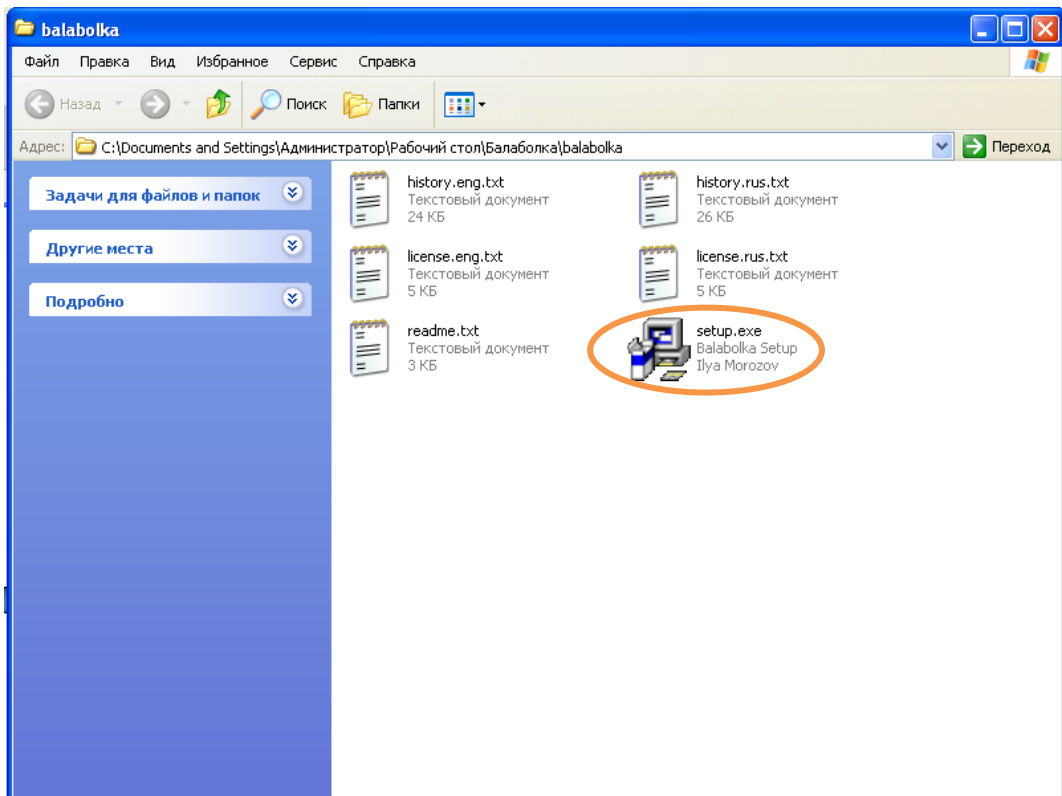 balabolka
Файл Правка Вид Избранное Сервис Справка
Назад Поиск Папки
Адрес: C:\Documents and Settings\Администратор\Рабочий стол\Балаболка\balabolka Переход
Задачи для файлов и папок
Другие места
Подробно
history.eng.txt
Текстовый документ
24 КБ
history.rus.txt
Текстовый документ
26 КБ
license.eng.txt
Текстовый документ
5 КБ
license.rus.txt
Текстовый документ
5 КБ
readme.txt
Текстовый документ
3 КБ
setup.exe
Balabolka Setup
Ilya Morozov